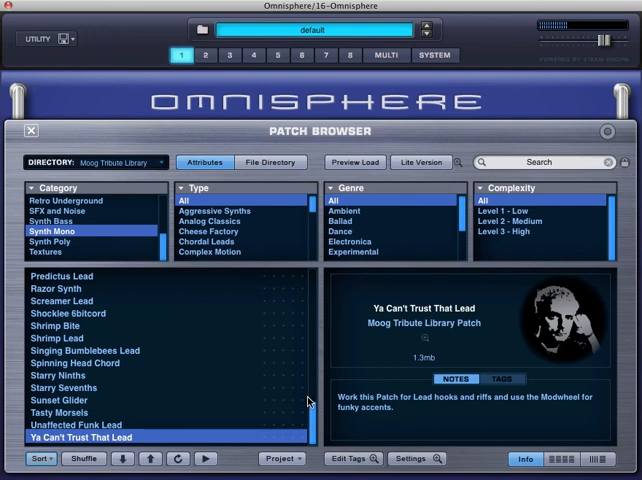 Omnisphere/16-Omnisphere
UTILITY
default
1 2 3 4 5 6 7 8 MULTI SYSTEM
POWERED BY STEAM ENGINE
OMNISPHERE
PATCH BROWSER
DIRECTORY: Moog Tribute Library Attributes File Directory Preview Load Lite Version Search
Category Type Genre Complexity
Retro Underground All All All
SFX and Noise Aggressive Synths Ambient Level 1 - Low
Synth Bass Analog Classics Ballad Level 2 - Medium
Synth Mono Cheese Factory Dance Level 3 - High
Synth Poly Chordal Leads Electronica
Textures Complex Motion Experimental
Predictus Lead
Razor Synth
Screamer Lead
Shocklee 6bitcord
Shrimp Bite
Shrimp Lead
Singing Bumblebees Lead
Spinning Head Chord
Starry Ninths
Starry Sevenths
Sunset Glider
Tasty Morsels
Unaffected Funk Lead
Ya Can't Trust That Lead
Ya Can't Trust That Lead
Moog Tribute Library Patch
1.3mb
NOTES TAGS
Work this Patch for Lead hooks and riffs and use the Modwheel for
funky accents.
Sort Shuffle Project Edit Tags Settings Info